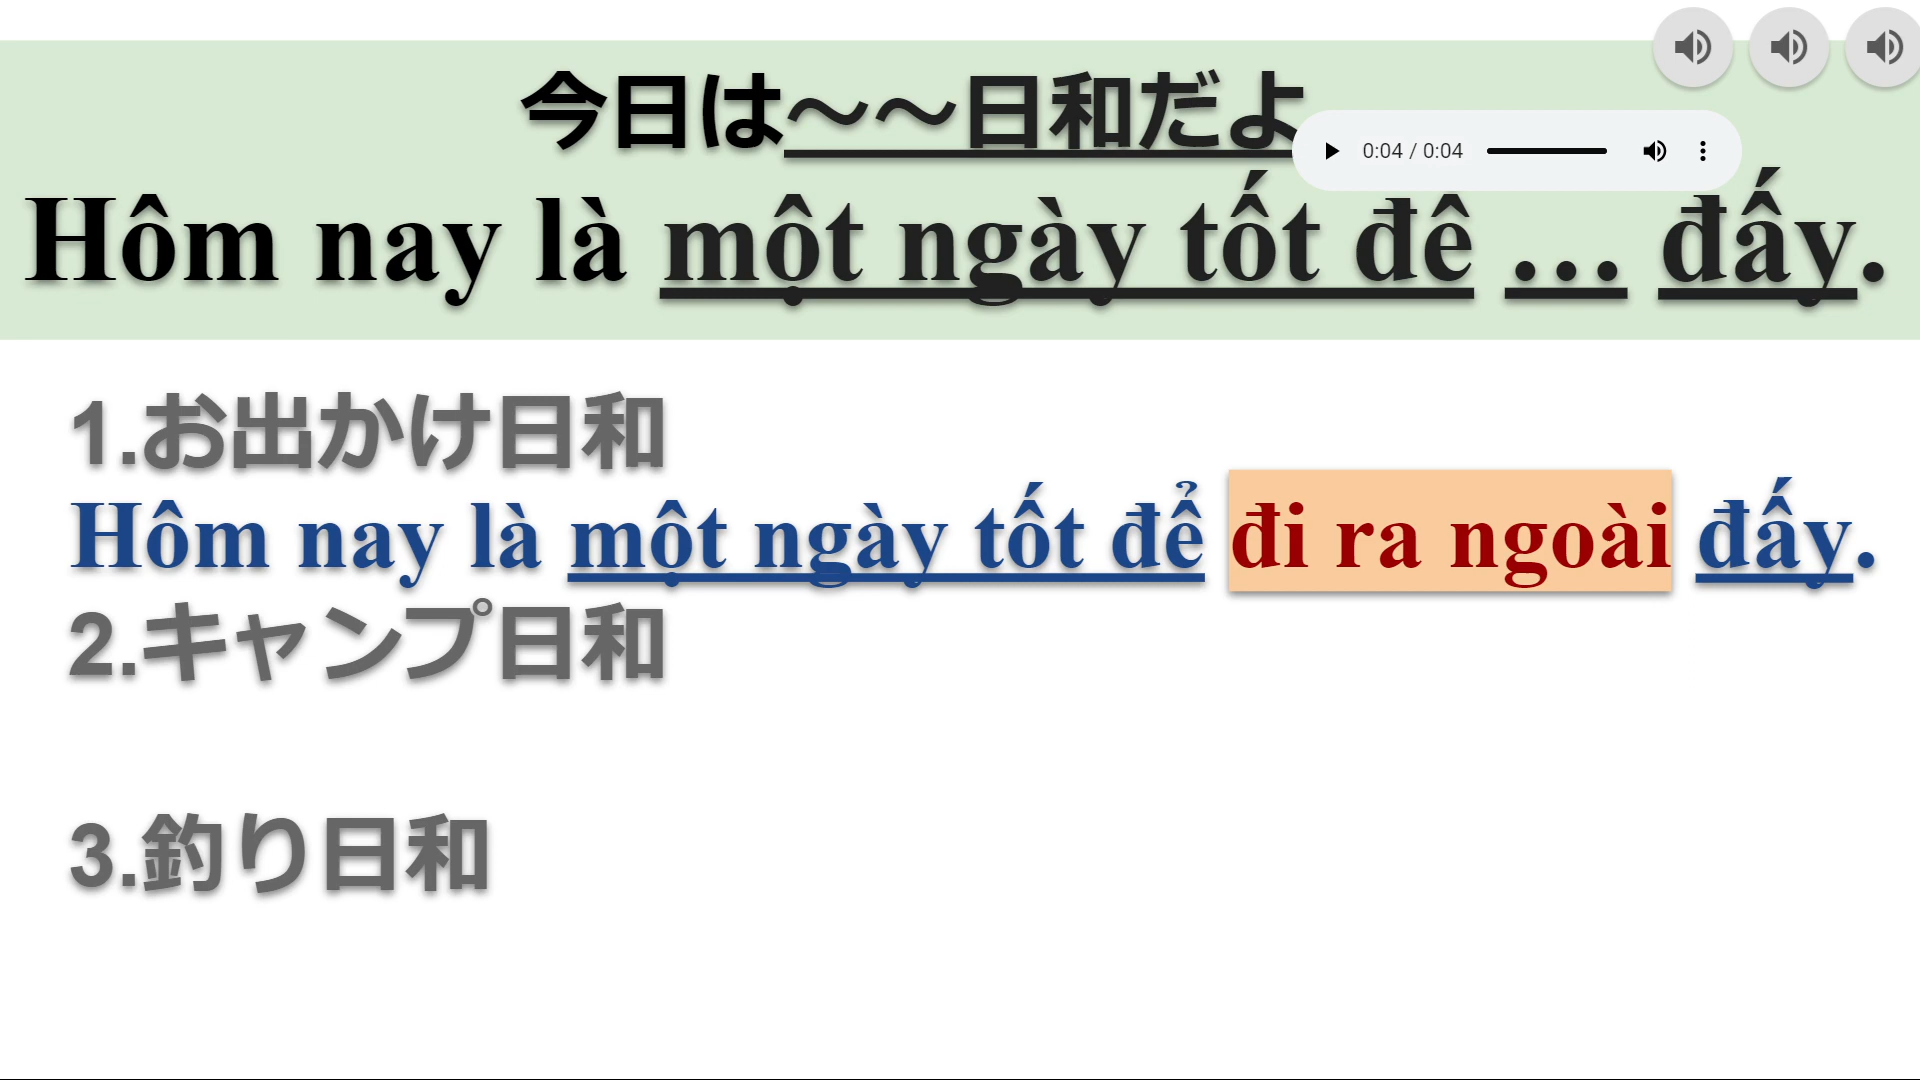 今日は～～日和だよ
0:04 / 0:04
Hôm nay là một ngày tốt để ... đấy.
1.お出かけ日和
Hôm nay là một ngày tốt để đi ra ngoài đấy.
2.キャンプ日和
3.釣り日和